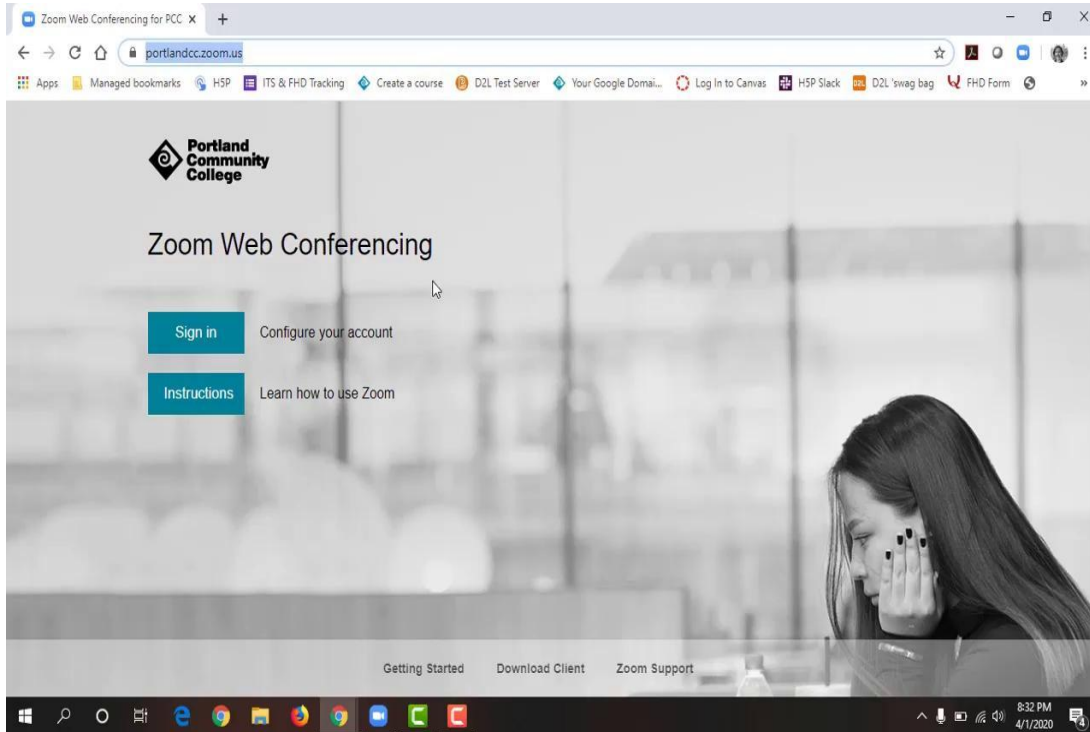 Zoom Web Conferencing for PCC
portlandcc.zoom.us
Apps Managed bookmarks H5P ITS & FHD Tracking Create a course D2L Test Server Your Google Domai... Log In to Canvas H5P Slack D2L 'swag bag FHD Form »
Portland
Community
College
Zoom Web Conferencing
Sign in Configure your account
Instructions Learn how to use Zoom
Getting Started Download Client Zoom Support
8:32 PM
4/1/2020
4